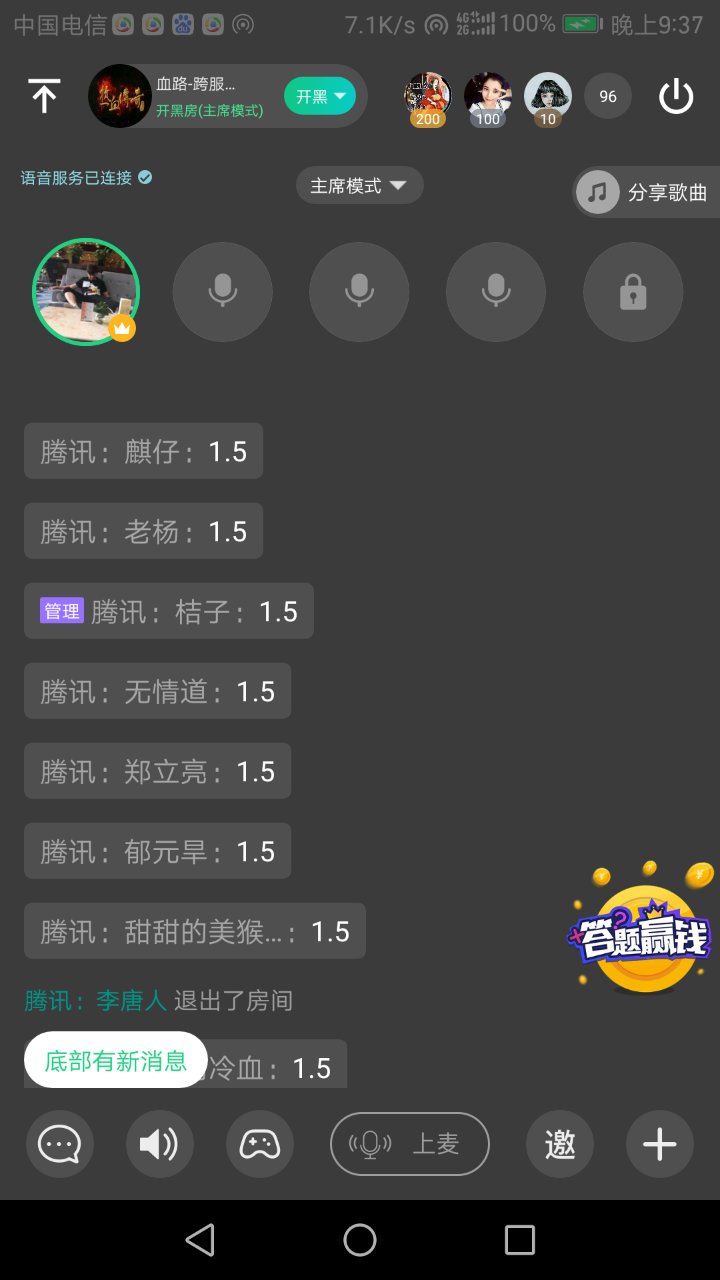 中国电信 7.1K/s 4G 2G 100% 晚上9:37
热血传奇
血路-跨服...
开黑房(主席模式)
开黑
200 100 10 96
语音服务已连接
主席模式
分享歌曲
腾讯：麒仔：1.5
腾讯：老杨：1.5
管理 腾讯：桔子：1.5
腾讯：无情道：1.5
腾讯：郑立亮：1.5
腾讯：郁元旱：1.5
腾讯：甜甜的美猴...：1.5
答题赢钱
腾讯：李唐人 退出了房间
底部有新消息
冷血：1.5
上麦
邀